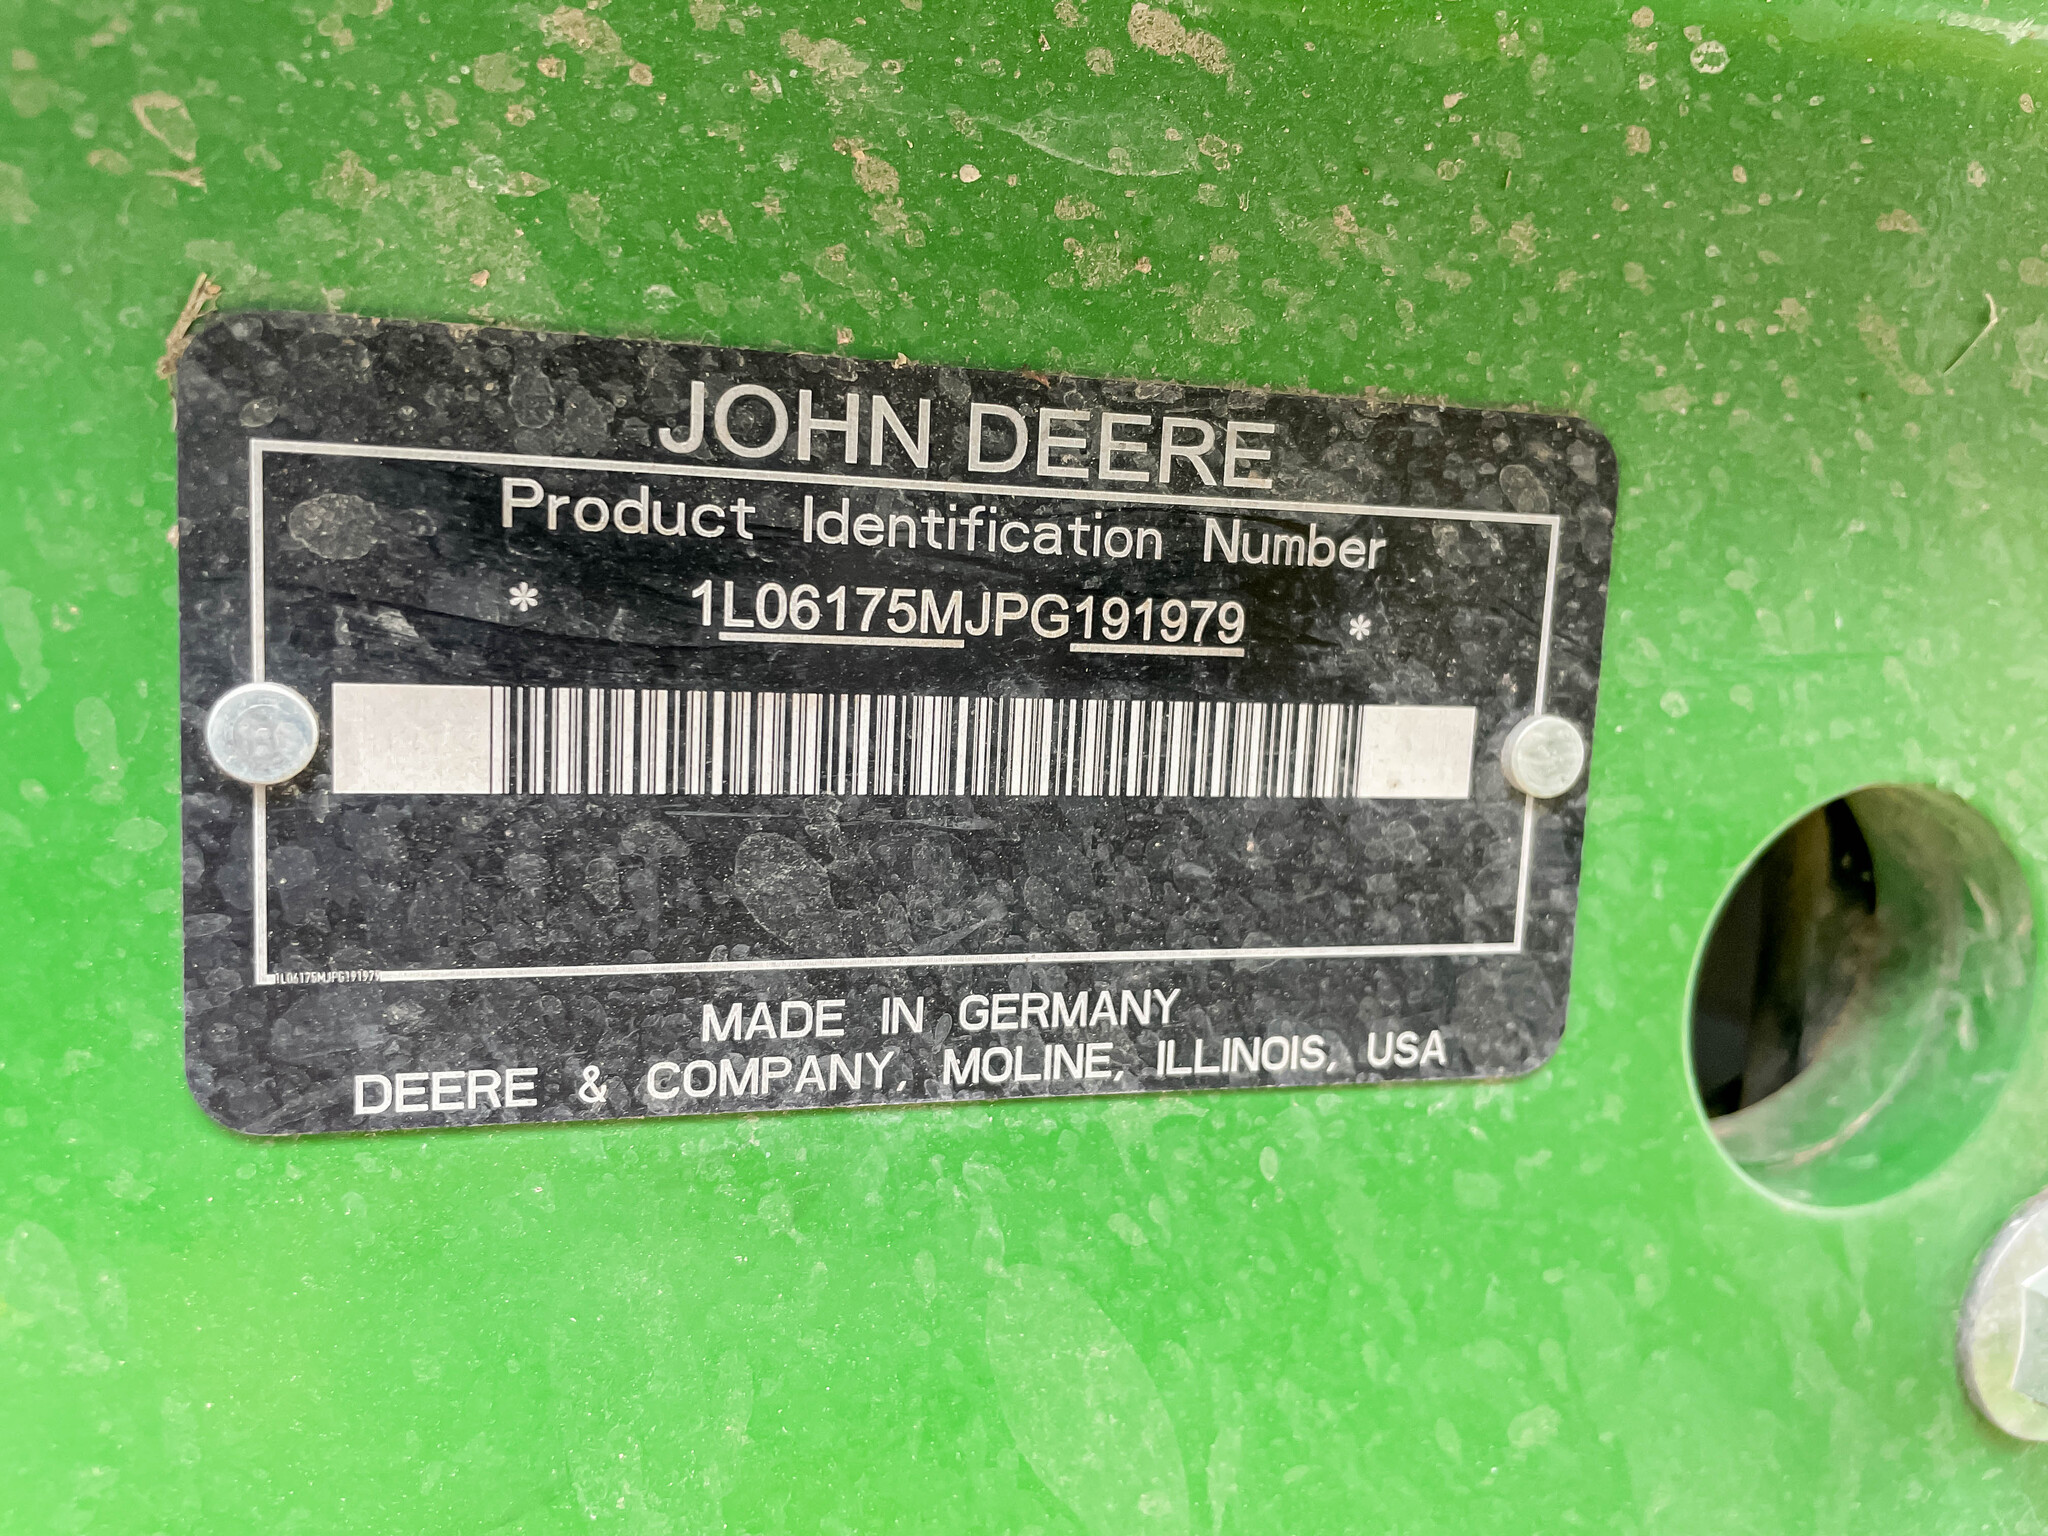 JOHN DEERE
Product Identification Number
* 1L06175MJPG191979 *
1L06175MJPG191979
MADE IN GERMANY
DEERE & COMPANY, MOLINE, ILLINOIS, USA